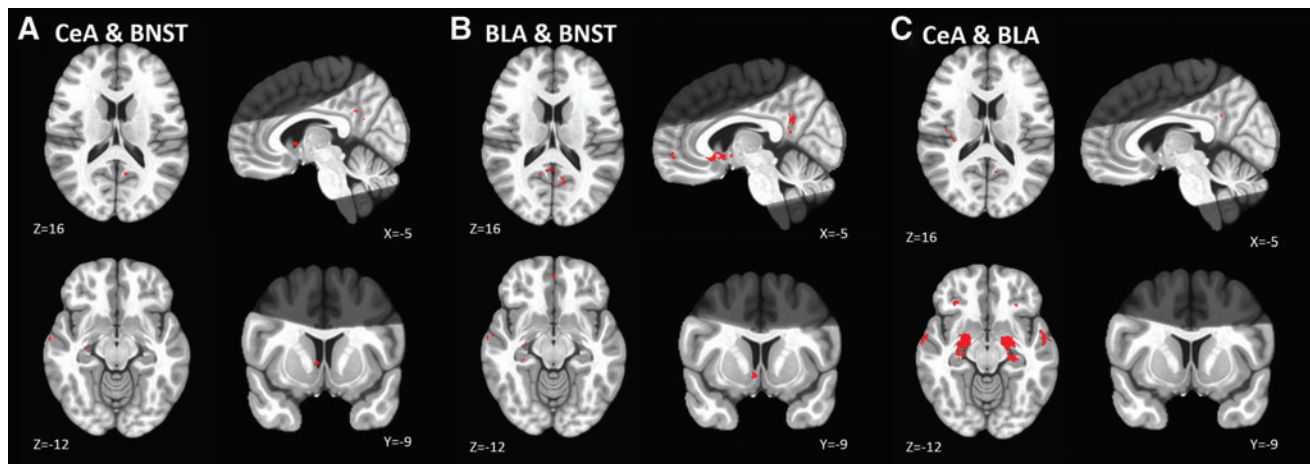 A CeA & BNST
Z=16
X=-5
Z=-12
Y=-9
B BLA & BNST
Z=16
X=-5
Z=-12
Y=-9
C CeA & BLA
Z=16
X=-5
Z=-12
Y=-9